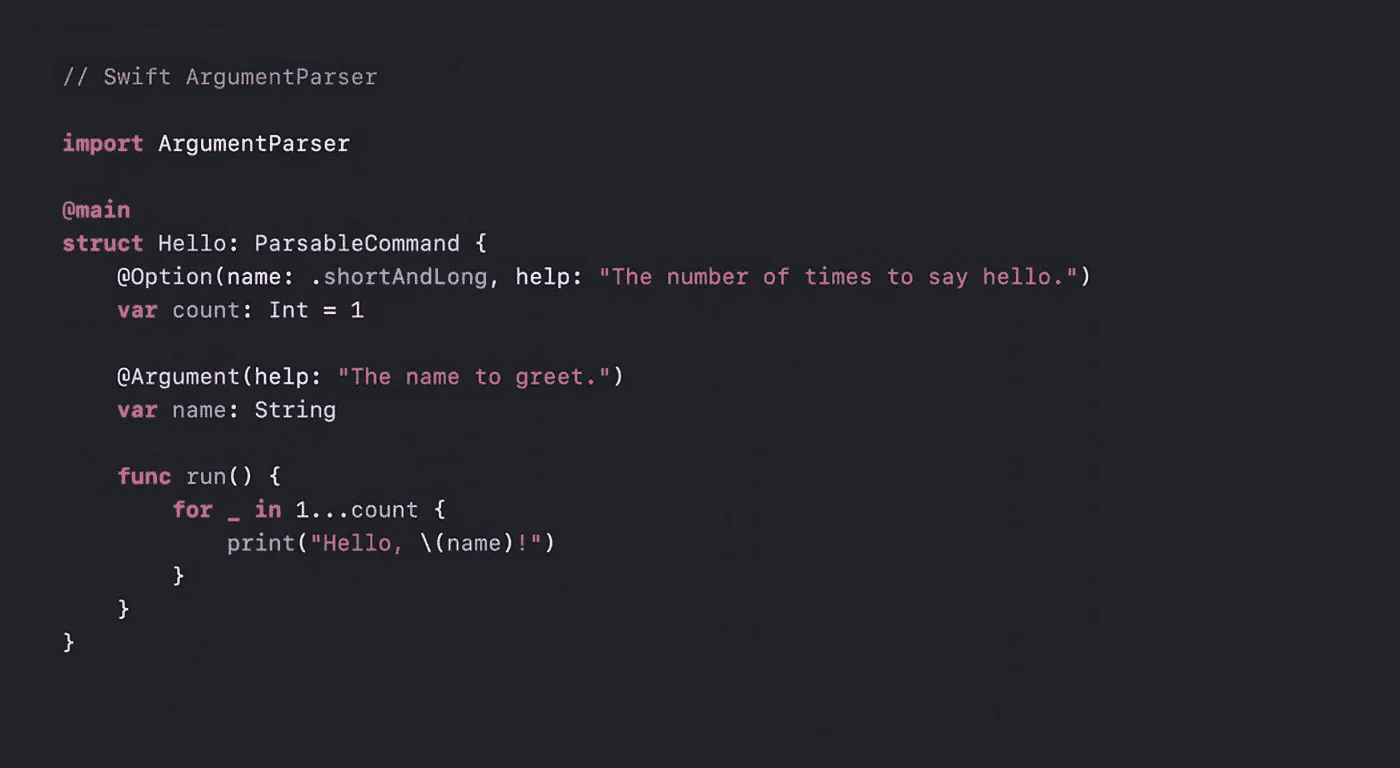 // Swift ArgumentParser
import ArgumentParser
@main
struct Hello: ParsableCommand {
    @Option(name: .shortAndLong, help: "The number of times to say hello.")
    var count: Int = 1
    @Argument(help: "The name to greet.")
    var name: String
    func run() {
        for _ in 1...count {
            print("Hello, \(name)!")
        }
    }
}